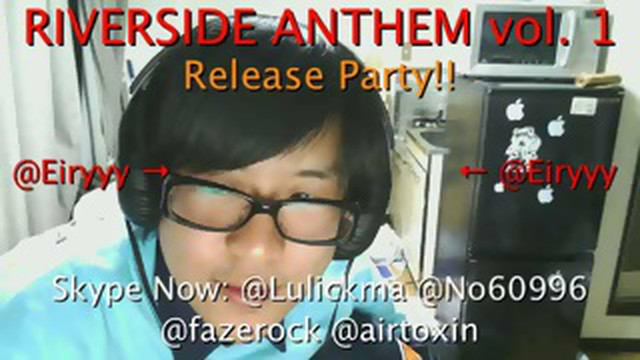 RIVERSIDE ANTHEM vol. 1
Release Party!!
@Eiryyy → ← @Eiryyy
Skype Now: @Lulickma @No60996
@fazerock @airtoxin